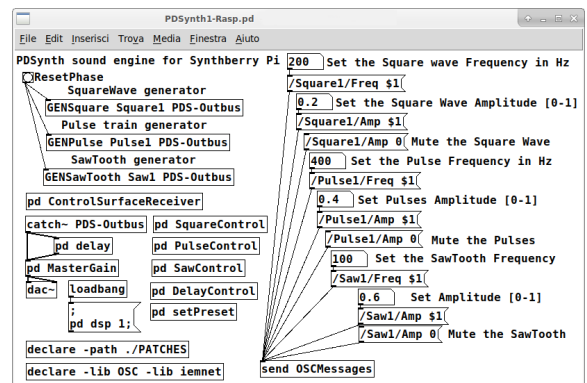 PDSynth1-Rasp.pd
File Edit Inserisci Trova Media Finestra Aiuto
PDSynth sound engine for Synthberry Pi
ResetPhase
SquareWave generator
GENSquare Square1 PDS-Outbus
Pulse train generator
GENPulse Pulse1 PDS-Outbus
SawTooth generator
GENSawTooth Saw1 PDS-Outbus
pd ControlSurfaceReceiver
catch~ PDS-Outbus
pd SquareControl
pd delay
pd PulseControl
pd MasterGain
pd SawControl
dac~
loadbang
pd DelayControl
;
pd dsp 1;
pd setPreset
declare -path ./PATCHES
declare -lib OSC -lib iemnet
200 Set the Square wave Frequency in Hz
/Square1/Freq $1
0.2 Set the Square Wave Amplitude [0-1]
/Square1/Amp $1
/Square1/Amp 0 Mute the Square Wave
400 Set the Pulse Frequency in Hz
/Pulse1/Freq $1
0.4 Set Pulses Amplitude [0-1]
/Pulse1/Amp $1
/Pulse1/Amp 0 Mute the Pulses
100 Set the SawTooth Frequency
/Saw1/Freq $1
0.6 Set Amplitude [0-1]
/Saw1/Amp $1
/Saw1/Amp 0 Mute the SawTooth
send OSCMessages